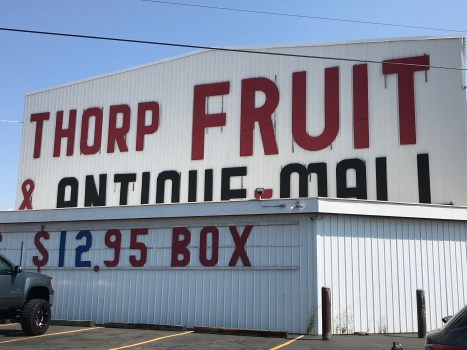 THORP FRUIT
& ANTIQUE-MALL
$12.95 BOX